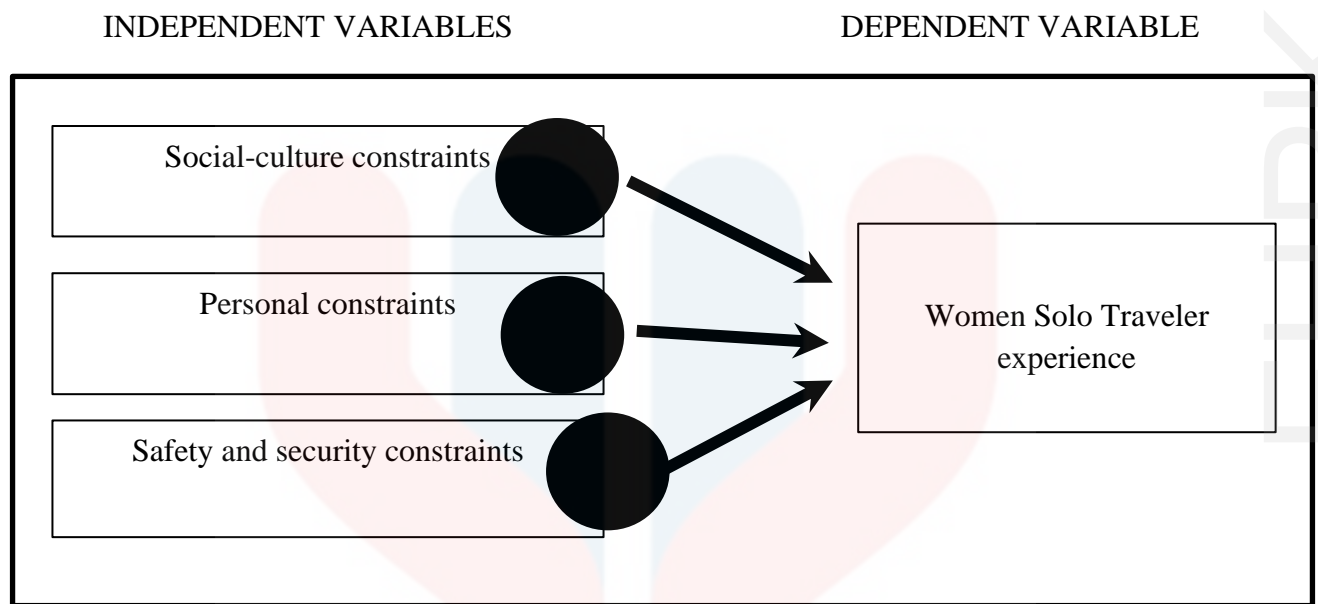 INDEPENDENT VARIABLES
DEPENDENT VARIABLE
Social-culture constraints
Personal constraints
Safety and security constraints
Women Solo Traveler
experience